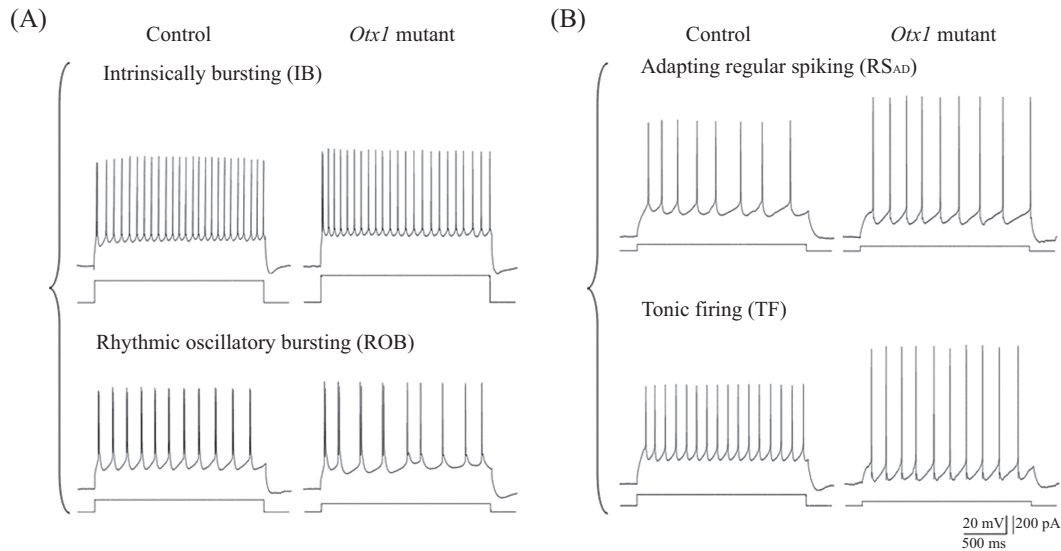 (A)
Control Otx1 mutant
Intrinsically bursting (IB)
Rhythmic oscillatory bursting (ROB)
(B)
Control Otx1 mutant
Adapting regular spiking (RSAD)
Tonic firing (TF)
20 mV 200 pA
500 ms